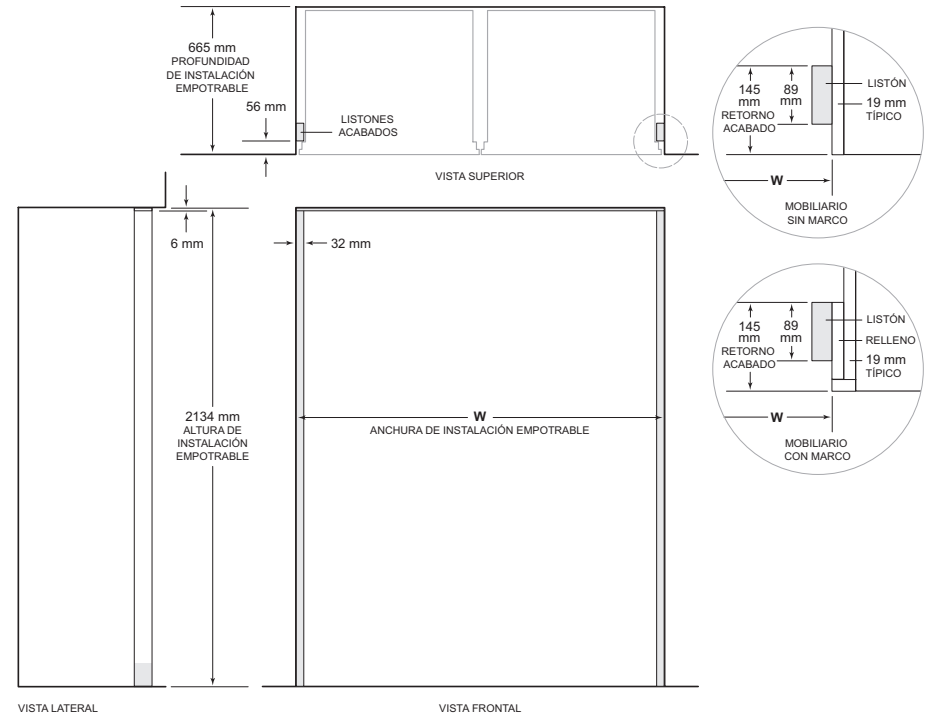 665 mm
PROFUNDIDAD
DE INSTALACIÓN
EMPOTRABLE
56 mm
LISTONES
ACABADOS
VISTA SUPERIOR
145
mm
RETORNO
ACABADO
89
mm
LISTÓN
19 mm
TÍPICO
W
MOBILIARIO
SIN MARCO
6 mm
32 mm
2134 mm
ALTURA DE
INSTALACIÓN
EMPOTRABLE
W
ANCHURA DE INSTALACIÓN EMPOTRABLE
145
mm
RETORNO
ACABADO
89
mm
LISTÓN
RELLENO
19 mm
TÍPICO
W
MOBILIARIO
CON MARCO
VISTA LATERAL
VISTA FRONTAL